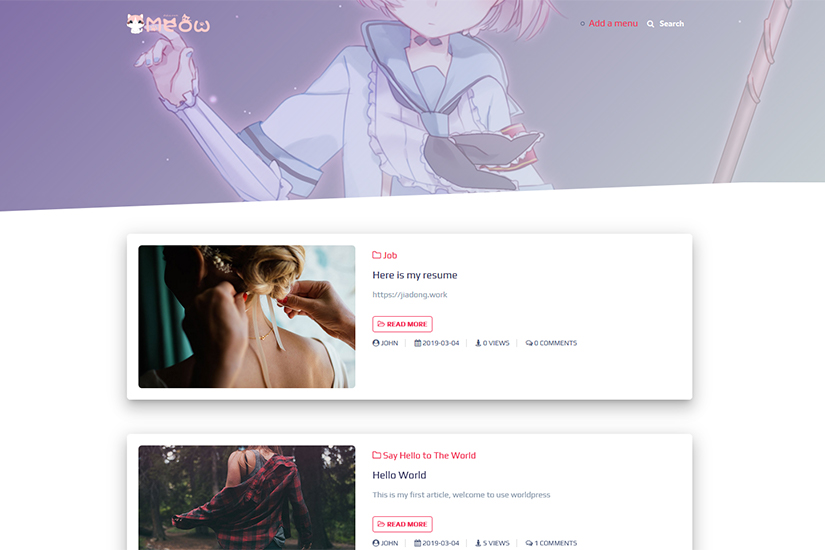 MEOW
Add a menu
Search
Job
Here is my resume
https://jiadong.work
READ MORE
JOHN 2019-03-04 0 VIEWS 0 COMMENTS
Say Hello to The World
Hello World
This is my first article, welcome to use worldpress
READ MORE
JOHN 2019-03-04 5 VIEWS 1 COMMENTS